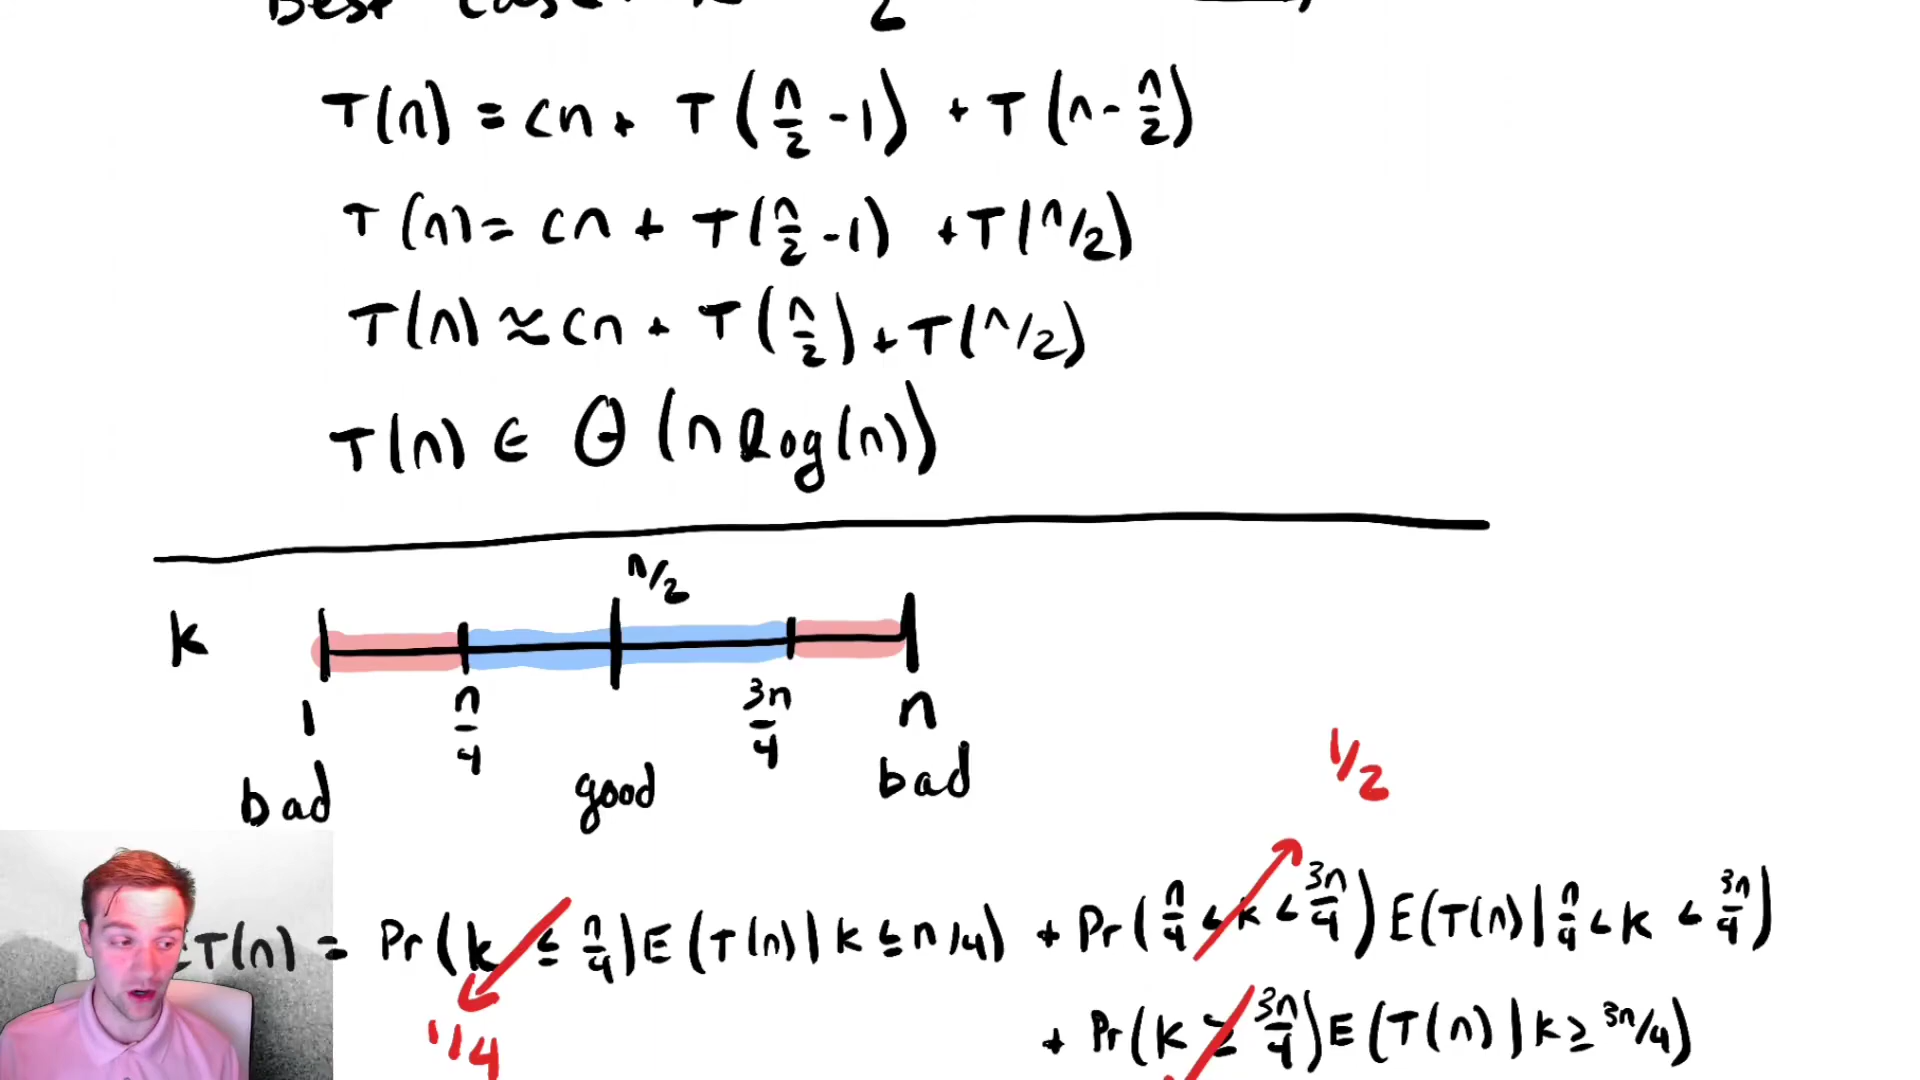 T(n) = cn + T(n/2 - 1) + T(n - n/2)
T(n) = cn + T(n/2 - 1) + T(n/2)
T(n) ≈ cn + T(n/2) + T(n/2)
T(n) ∈ Θ(n log(n))
n/2
k
1 n/4 3n/4 n
bad good bad
1/2
ET(n) = Pr(k ≤ n/4)E(T(n)|k ≤ n/4) + Pr(n/4 < k < 3n/4)E(T(n)|n/4 < k < 3n/4)
+ Pr(k ≥ 3n/4)E(T(n)|k ≥ 3n/4)
1/4